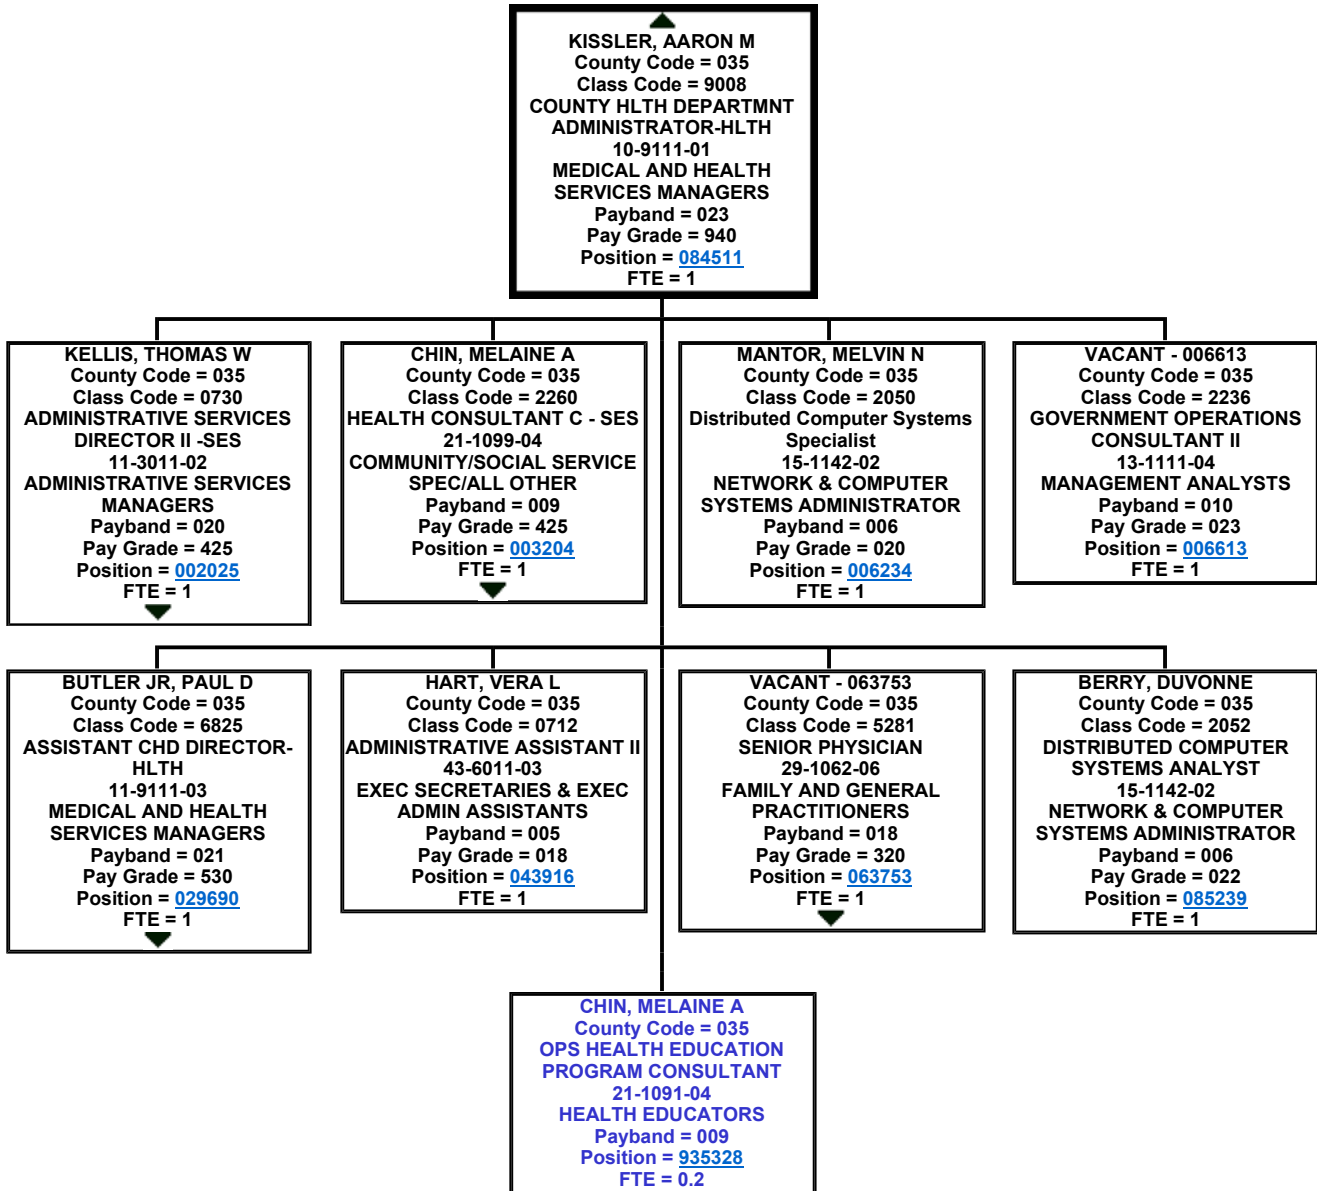 KISSLER, AARON M
County Code = 035
Class Code = 9008
COUNTY HLTH DEPARTMNT
ADMINISTRATOR-HLTH
10-9111-01
MEDICAL AND HEALTH
SERVICES MANAGERS
Payband = 023
Pay Grade = 940
Position = 084511
FTE = 1
KELLIS, THOMAS W
County Code = 035
Class Code = 0730
ADMINISTRATIVE SERVICES
DIRECTOR II -SES
11-3011-02
ADMINISTRATIVE SERVICES
MANAGERS
Payband = 020
Pay Grade = 425
Position = 002025
FTE = 1
CHIN, MELAINE A
County Code = 035
Class Code = 2260
HEALTH CONSULTANT C - SES
21-1099-04
COMMUNITY/SOCIAL SERVICE
SPEC/ALL OTHER
Payband = 009
Pay Grade = 425
Position = 003204
FTE = 1
MANTOR, MELVIN N
County Code = 035
Class Code = 2050
Distributed Computer Systems
Specialist
15-1142-02
NETWORK & COMPUTER
SYSTEMS ADMINISTRATOR
Payband = 006
Pay Grade = 020
Position = 006234
FTE = 1
VACANT - 006613
County Code = 035
Class Code = 2236
GOVERNMENT OPERATIONS
CONSULTANT II
13-1111-04
MANAGEMENT ANALYSTS
Payband = 010
Pay Grade = 023
Position = 006613
FTE = 1
BUTLER JR, PAUL D
County Code = 035
Class Code = 6825
ASSISTANT CHD DIRECTOR-
HLTH
11-9111-03
MEDICAL AND HEALTH
SERVICES MANAGERS
Payband = 021
Pay Grade = 530
Position = 029690
FTE = 1
HART, VERA L
County Code = 035
Class Code = 0712
ADMINISTRATIVE ASSISTANT II
43-6011-03
EXEC SECRETARIES & EXEC
ADMIN ASSISTANTS
Payband = 005
Pay Grade = 018
Position = 043916
FTE = 1
VACANT - 063753
County Code = 035
Class Code = 5281
SENIOR PHYSICIAN
29-1062-06
FAMILY AND GENERAL
PRACTITIONERS
Payband = 018
Pay Grade = 320
Position = 063753
FTE = 1
BERRY, DUVONNE
County Code = 035
Class Code = 2052
DISTRIBUTED COMPUTER
SYSTEMS ANALYST
15-1142-02
NETWORK & COMPUTER
SYSTEMS ADMINISTRATOR
Payband = 006
Pay Grade = 022
Position = 085239
FTE = 1
CHIN, MELAINE A
County Code = 035
OPS HEALTH EDUCATION
PROGRAM CONSULTANT
21-1091-04
HEALTH EDUCATORS
Payband = 009
Position = 935328
FTE = 0.2